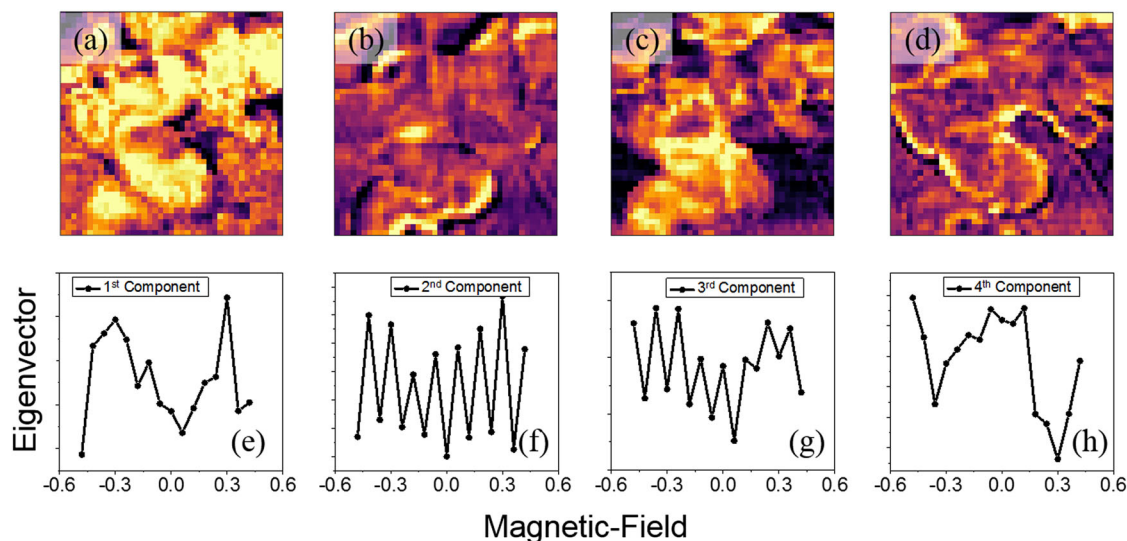 (a) (b) (c) (d)
Eigenvector
1st Component 2nd Component 3rd Component 4th Component
(e) (f) (g) (h)
-0.6 -0.3 0.0 0.3 0.6 -0.6 -0.3 0.0 0.3 0.6 -0.6 -0.3 0.0 0.3 0.6 -0.6 -0.3 0.0 0.3 0.6
Magnetic-Field